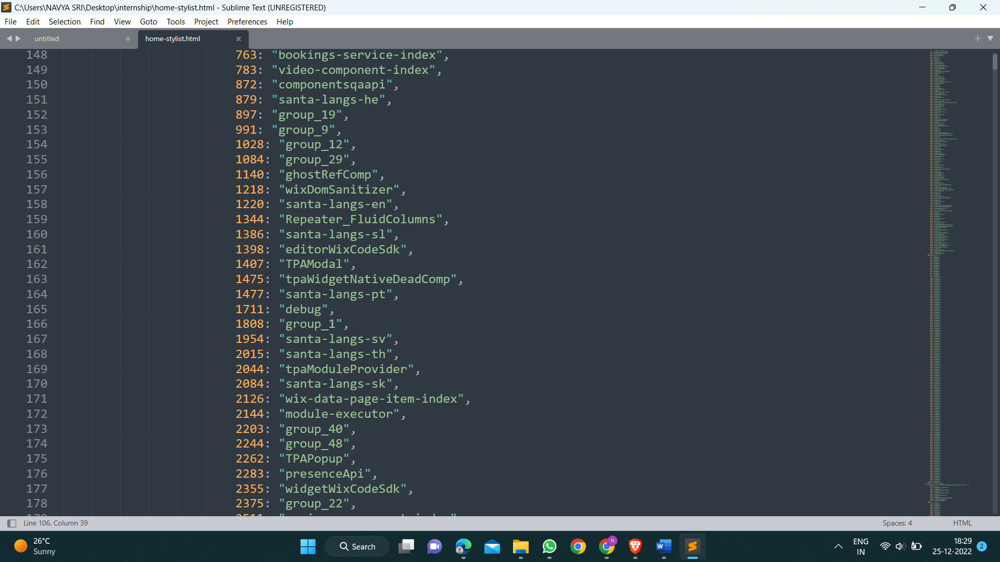 C:\Users\NAVYA SRI\Desktop\internship\home-stylist.html - Sublime Text (UNREGISTERED)
File Edit Selection Find View Goto Tools Project Preferences Help
untitled home-stylist.html
148 763: "bookings-service-index",
149 783: "video-component-index",
150 872: "componentsqaapi",
151 879: "santa-langs-he",
152 897: "group_19",
153 991: "group_9",
154 1028: "group_12",
155 1084: "group_29",
156 1140: "ghostRefComp",
157 1218: "wixDomSanitizer",
158 1220: "santa-langs-en",
159 1344: "Repeater_FluidColumns",
160 1386: "santa-langs-sl",
161 1398: "editorWixCodeSdk",
162 1407: "TPAModal",
163 1475: "tpaWidgetNativeDeadComp",
164 1477: "santa-langs-pt",
165 1711: "debug",
166 1808: "group_1",
167 1954: "santa-langs-sv",
168 2015: "santa-langs-th",
169 2044: "tpaModuleProvider",
170 2084: "santa-langs-sk",
171 2126: "wix-data-page-item-index",
172 2144: "module-executor",
173 2203: "group_40",
174 2244: "group_48",
175 2262: "TPAPopup",
176 2283: "presenceApi",
177 2355: "widgetWixCodeSdk",
178 2375: "group_22",
Line 106, Column 39 Spaces: 4 HTML
26°C
Sunny
Search
ENG
IN
18:29
25-12-2022
2